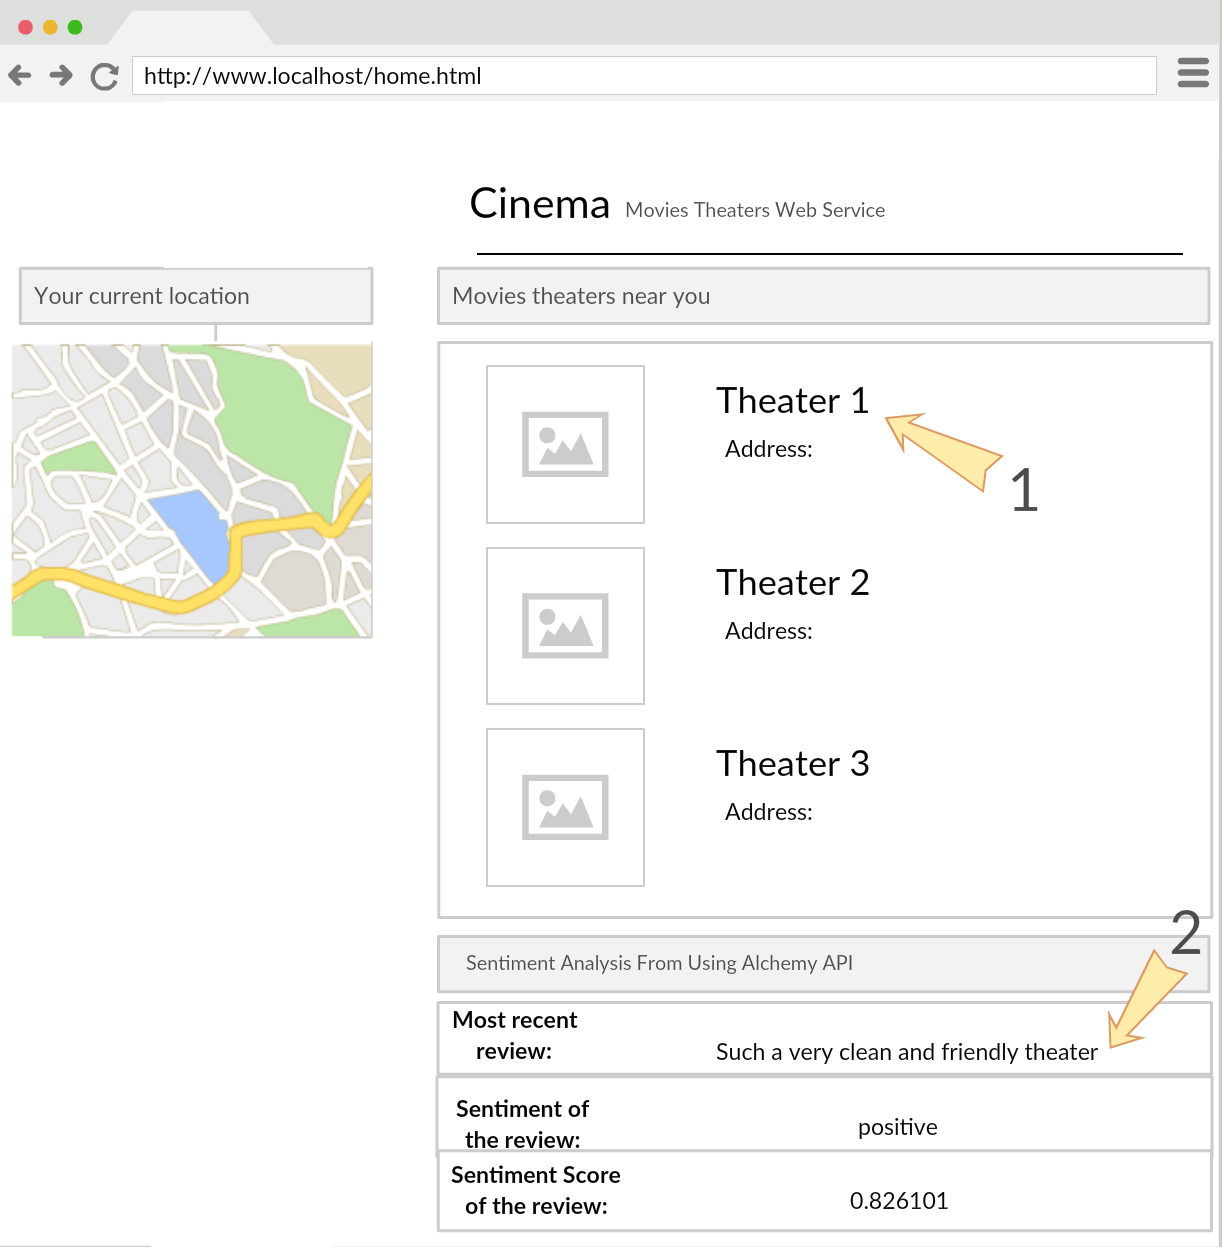 http://www.localhost/home.html
Cinema Movies Theaters Web Service
Your current location
Movies theaters near you
Theater 1
Address:
1
Theater 2
Address:
Theater 3
Address:
2
Sentiment Analysis From Using Alchemy API
Most recent
review:
Such a very clean and friendly theater
Sentiment of
the review:
positive
Sentiment Score
of the review:
0.826101